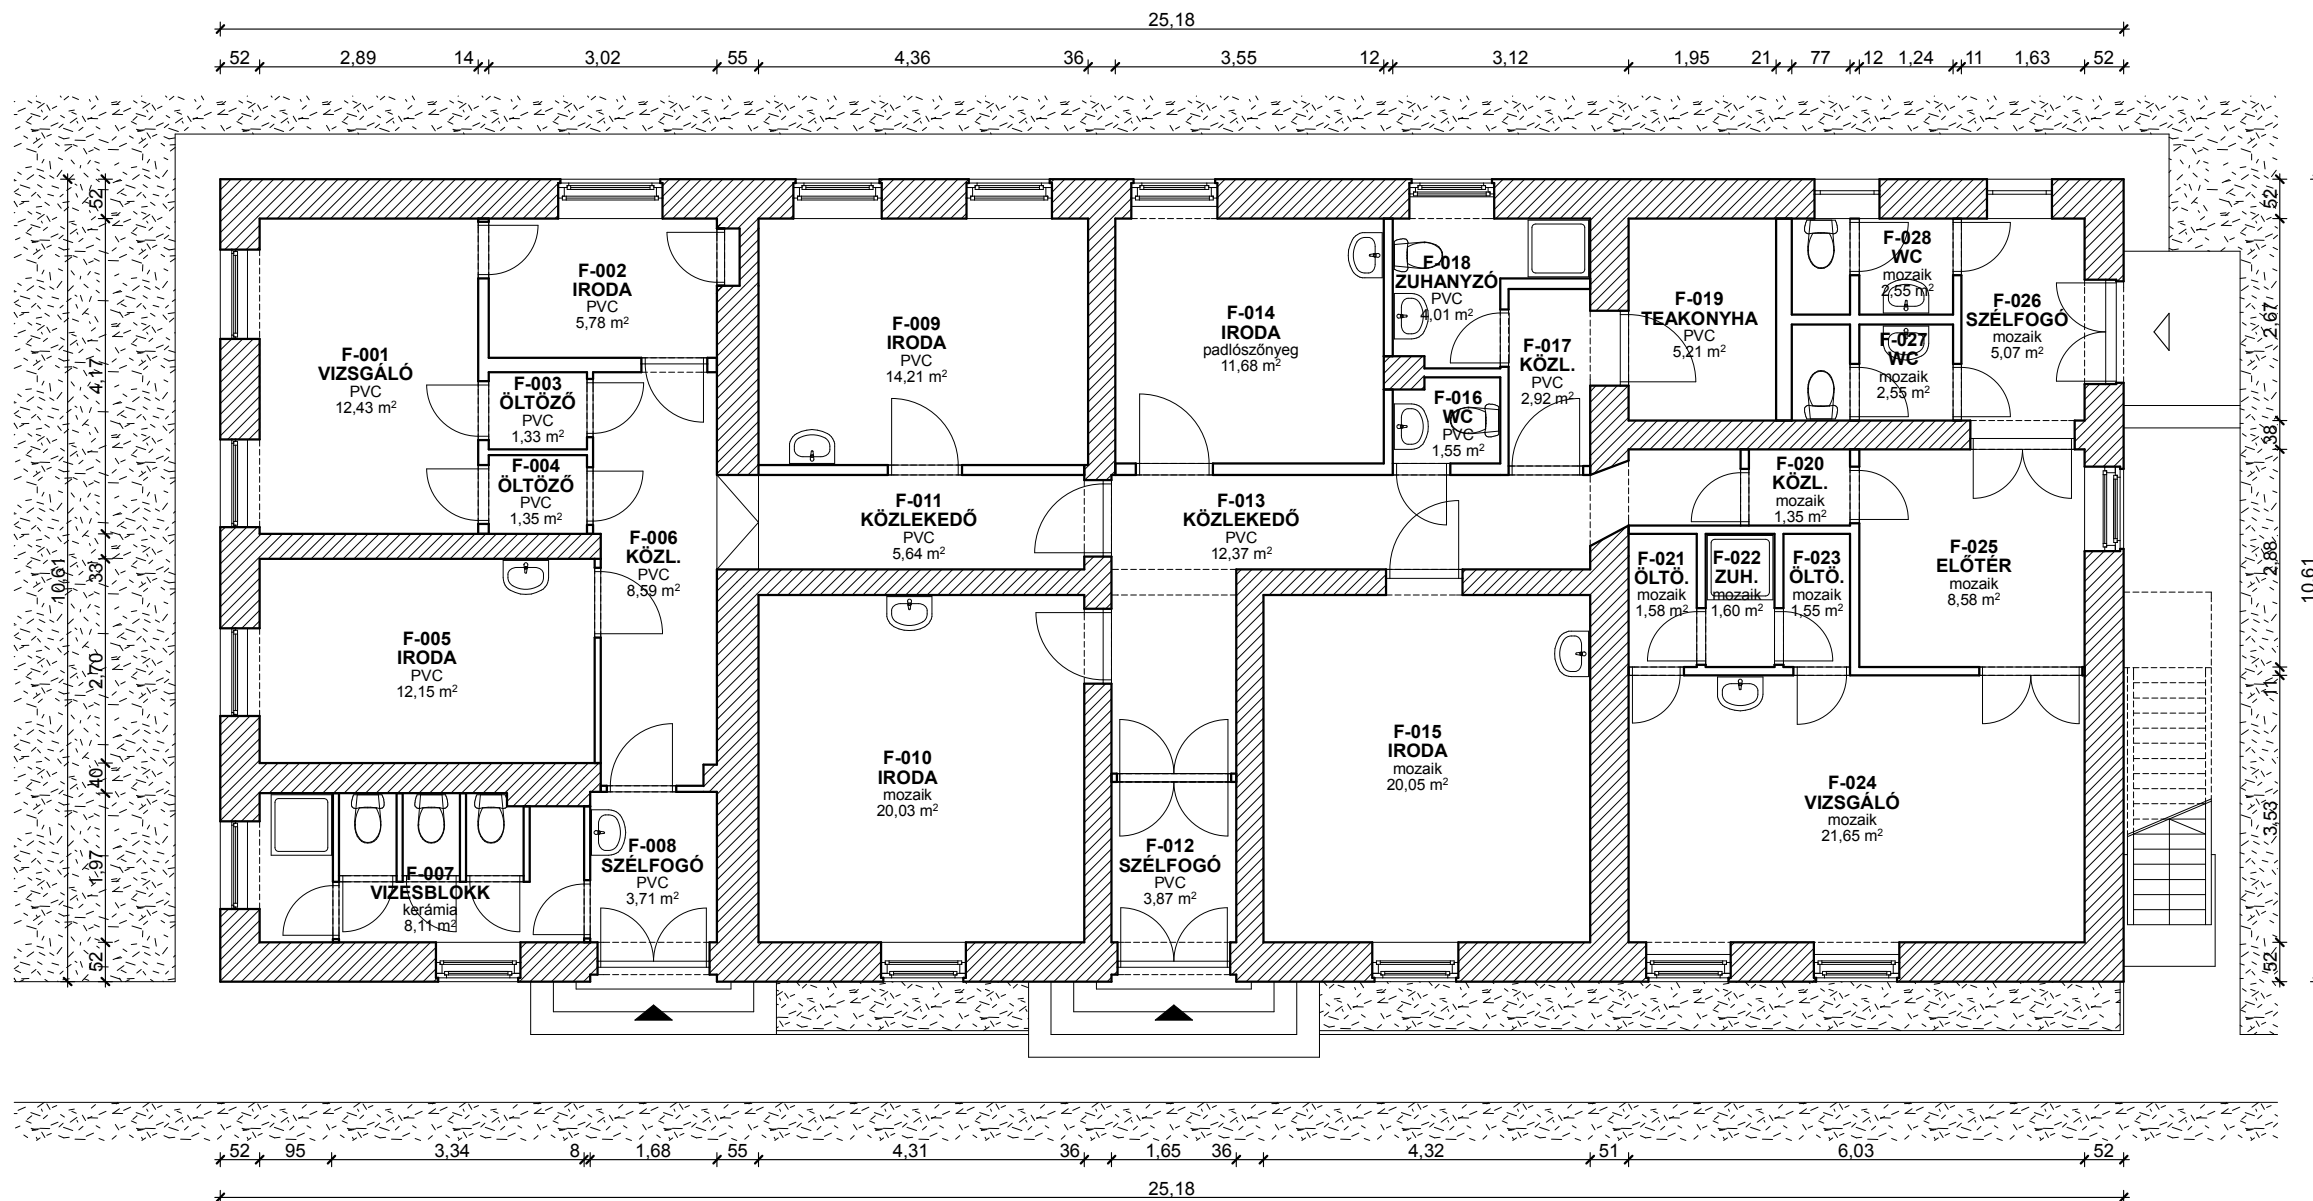 25,18
52 2,89 14 3,02 55 4,36 36 3,55 12 3,12 1,95 21 77 12 1,24 11 1,63 52
52
4,17
33
2,70
40
1,97
52
10,61
F-001
VIZSGÁLÓ
PVC
12,43 m²
F-002
IRODA
PVC
5,78 m²
F-003
ÖLTÖZŐ
PVC
1,33 m²
F-004
ÖLTÖZŐ
PVC
1,35 m²
F-005
IRODA
PVC
12,15 m²
F-006
KÖZL.
PVC
8,59 m²
F-007
VIZESBLOKK
kerámia
8,11 m²
F-008
SZÉLFOGÓ
PVC
3,71 m²
F-009
IRODA
PVC
14,21 m²
F-010
IRODA
mozaik
20,03 m²
F-011
KÖZLEKEDŐ
PVC
5,64 m²
F-012
SZÉLFOGÓ
PVC
3,87 m²
F-013
KÖZLEKEDŐ
PVC
12,37 m²
F-014
IRODA
padlószőnyeg
11,68 m²
F-015
IRODA
mozaik
20,05 m²
F-016
WC
PVC
1,55 m²
F-017
KÖZL.
PVC
2,92 m²
F-018
ZUHANYZÓ
PVC
4,01 m²
F-019
TEAKONYHA
PVC
5,21 m²
F-020
KÖZL.
mozaik
1,35 m²
F-021
ÖLTÖ.
mozaik
1,58 m²
F-022
ZUH.
mozaik
1,60 m²
F-023
ÖLTÖ.
mozaik
1,55 m²
F-024
VIZSGÁLÓ
mozaik
21,65 m²
F-025
ELŐTÉR
mozaik
8,58 m²
F-026
SZÉLFOGÓ
mozaik
5,07 m²
F-027
WC
mozaik
2,55 m²
F-028
WC
mozaik
2,55 m²
52
2,67
38
2,88
11
3,53
52
10,61
52 95 3,34 8 1,68 55 4,31 36 1,65 36 4,32 51 6,03 52
25,18